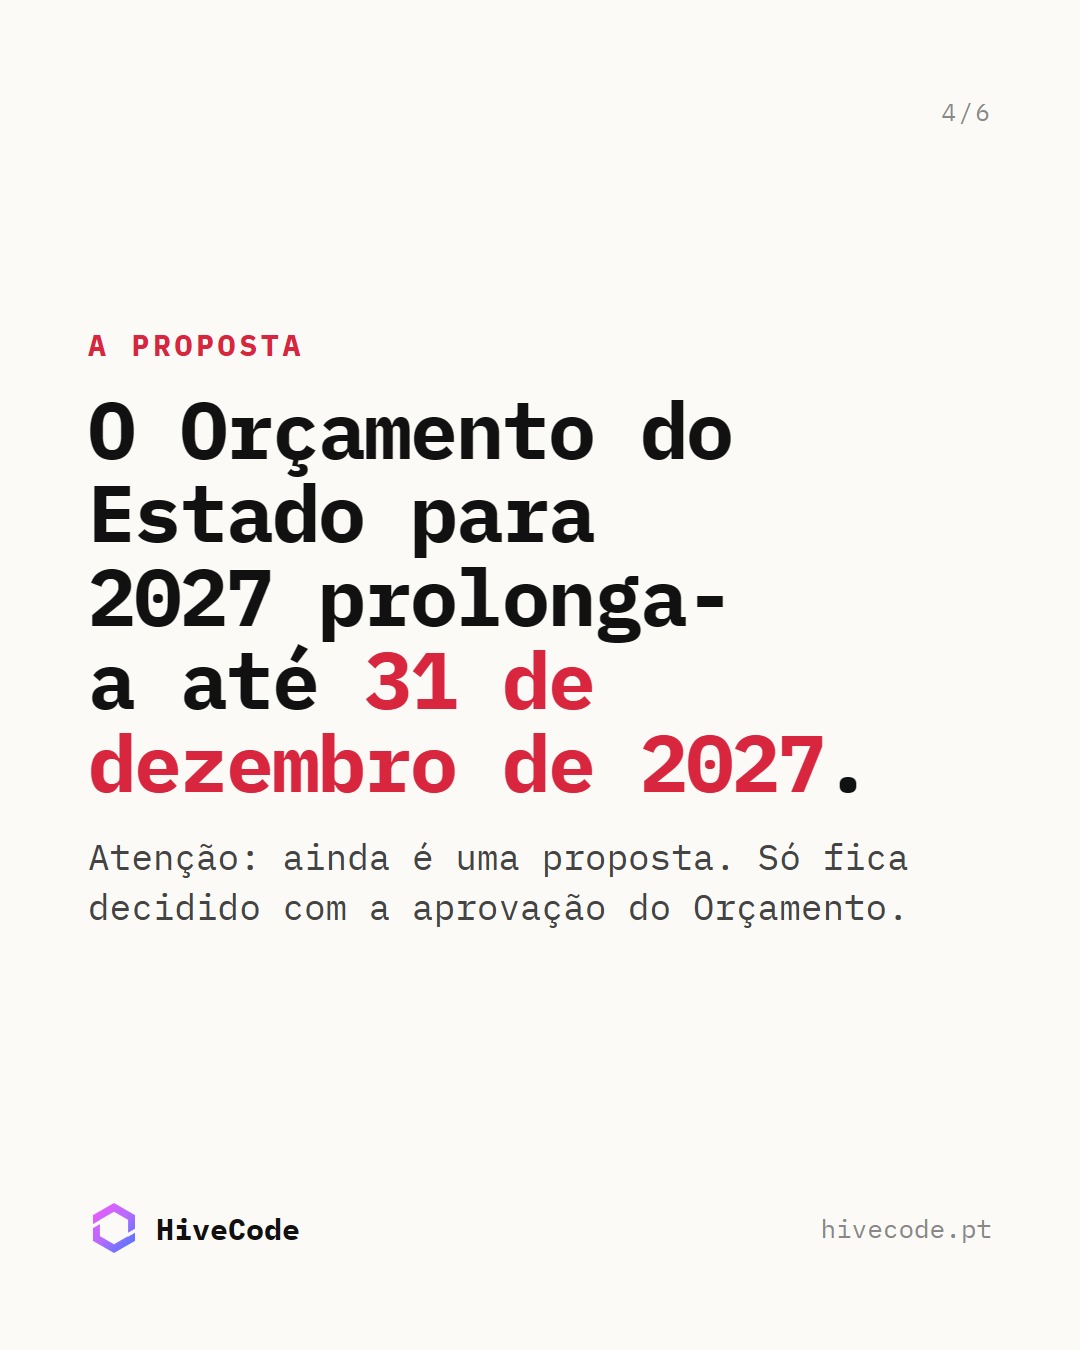 4/6
A PROPOSTA
O Orçamento do
Estado para
2027 prolonga-
a até 31 de
dezembro de 2027.
Atenção: ainda é uma proposta. Só fica
decidido com a aprovação do Orçamento.
HiveCode
hivecode.pt